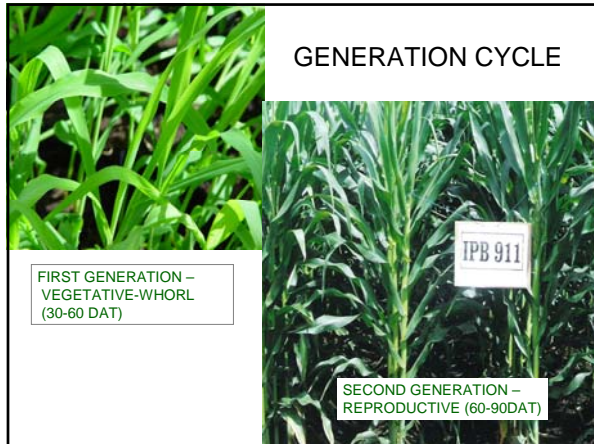 GENERATION CYCLE
FIRST GENERATION –
VEGETATIVE-WHORL
(30-60 DAT)
IPB 911
SECOND GENERATION –
REPRODUCTIVE (60-90DAT)